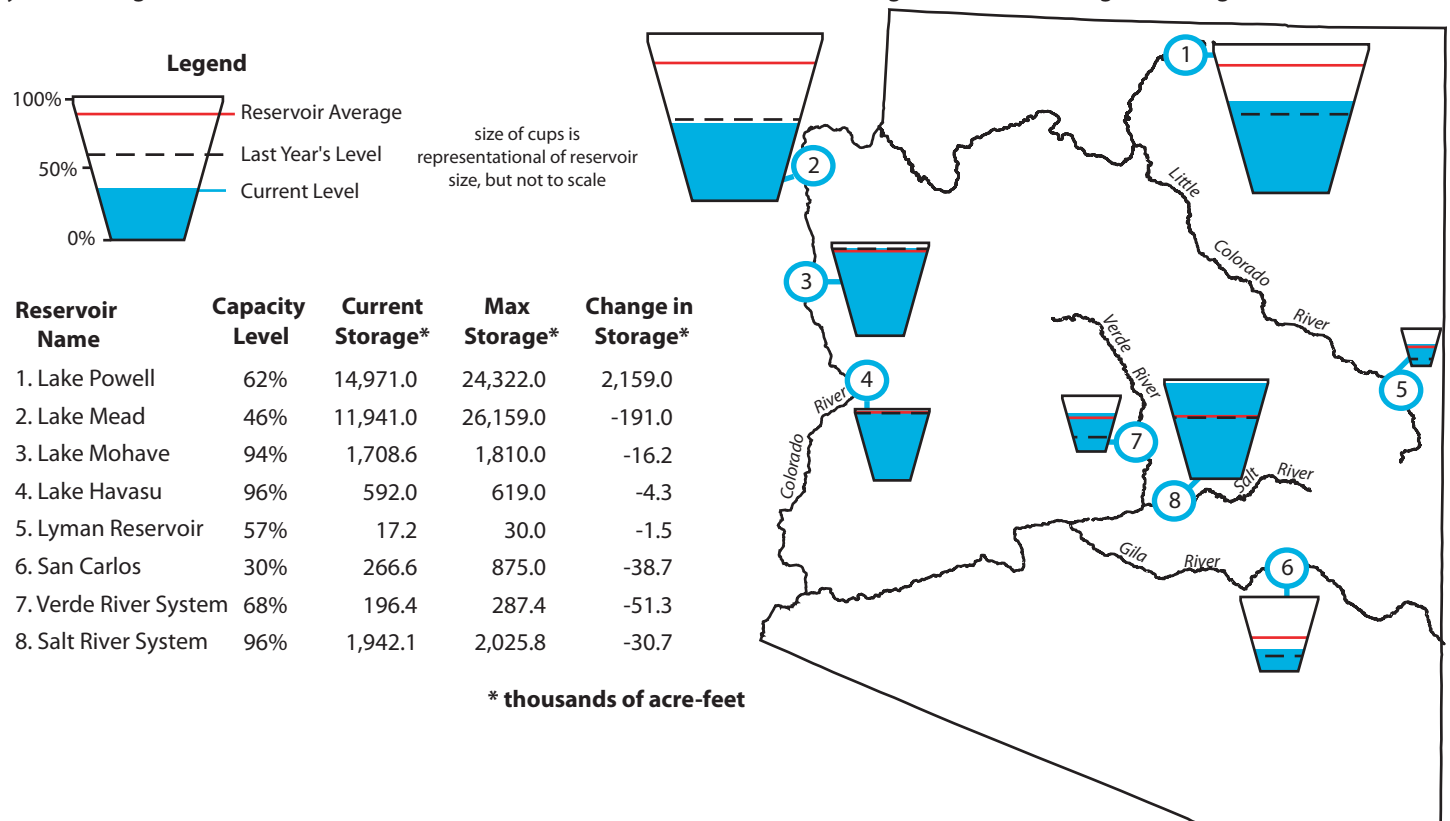 Legend
100%
50%
0%
Reservoir Average
Last Year's Level
Current Level
size of cups is
representational of reservoir
size, but not to scale
Reservoir Name Capacity Level Current Storage* Max Storage* Change in Storage*
1. Lake Powell 62% 14,971.0 24,322.0 2,159.0
2. Lake Mead 46% 11,941.0 26,159.0 -191.0
3. Lake Mohave 94% 1,708.6 1,810.0 -16.2
4. Lake Havasu 96% 592.0 619.0 -4.3
5. Lyman Reservoir 57% 17.2 30.0 -1.5
6. San Carlos 30% 266.6 875.0 -38.7
7. Verde River System 68% 196.4 287.4 -51.3
8. Salt River System 96% 1,942.1 2,025.8 -30.7
* thousands of acre-feet
1
2
3
4
5
6
7
8
Little
Colorado
River
Verde
River
Colorado
River
Salt
River
Gila
River